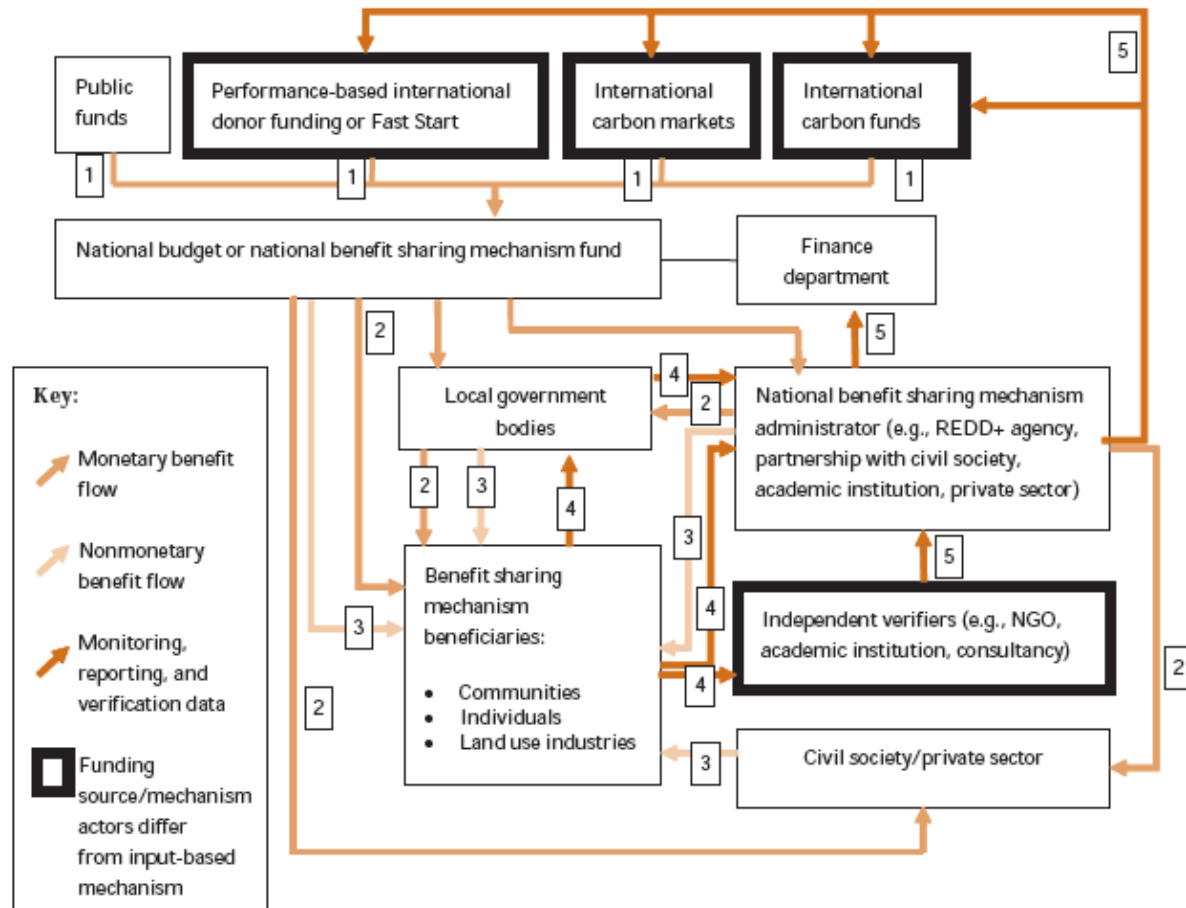 5
Public
funds
Performance-based international
donor funding or Fast Start
International
carbon markets
International
carbon funds
1
1
1
1
National budget or national benefit sharing mechanism fund
Finance
department
2
5
Key:
Monetary benefit
flow
Nonmonetary
benefit flow
Monitoring,
reporting, and
verification data
Funding
source/mechanism
actors differ
from input-based
mechanism
Local government
bodies
4
2
National benefit sharing mechanism
administrator (e.g., REDD+ agency,
partnership with civil society,
academic institution, private sector)
2
3
4
3
5
Benefit sharing
mechanism
beneficiaries:
• Communities
• Individuals
• Land use industries
3
4
4
Independent verifiers (e.g., NGO,
academic institution, consultancy)
2
2
3
Civil society/private sector